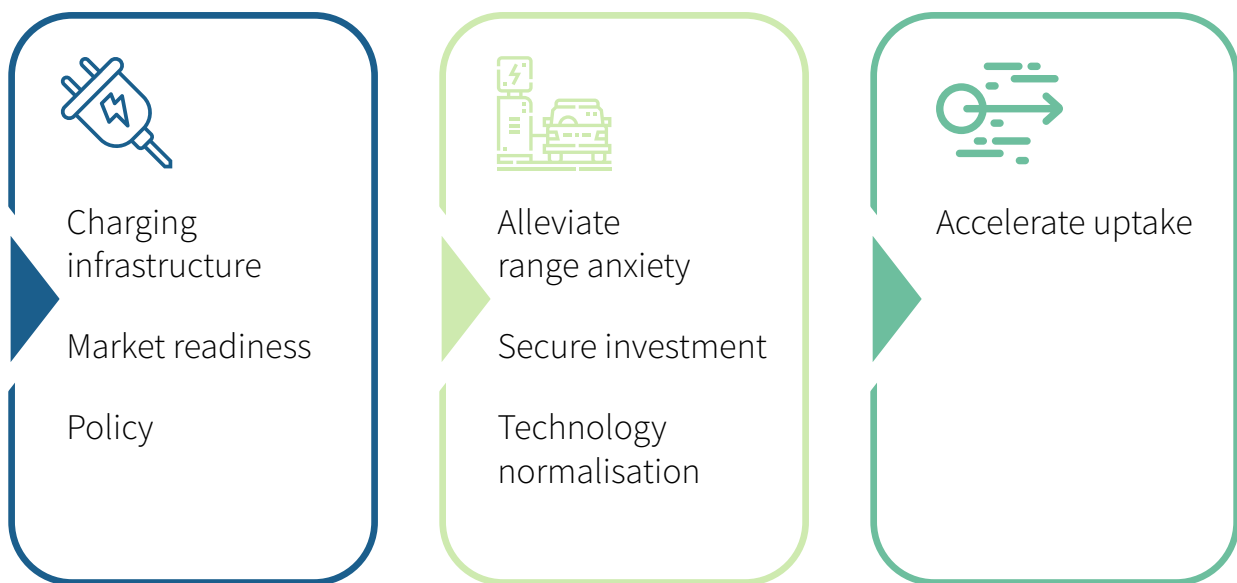 Charging
infrastructure
Market readiness
Policy
Alleviate
range anxiety
Secure investment
Technology
normalisation
Accelerate uptake